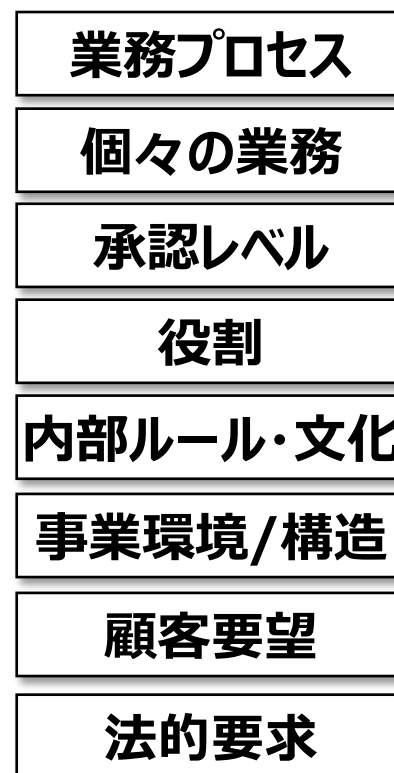 業務プロセス
個々の業務
承認レベル
役割
内部ルール・文化
事業環境/構造
顧客要望
法的要求